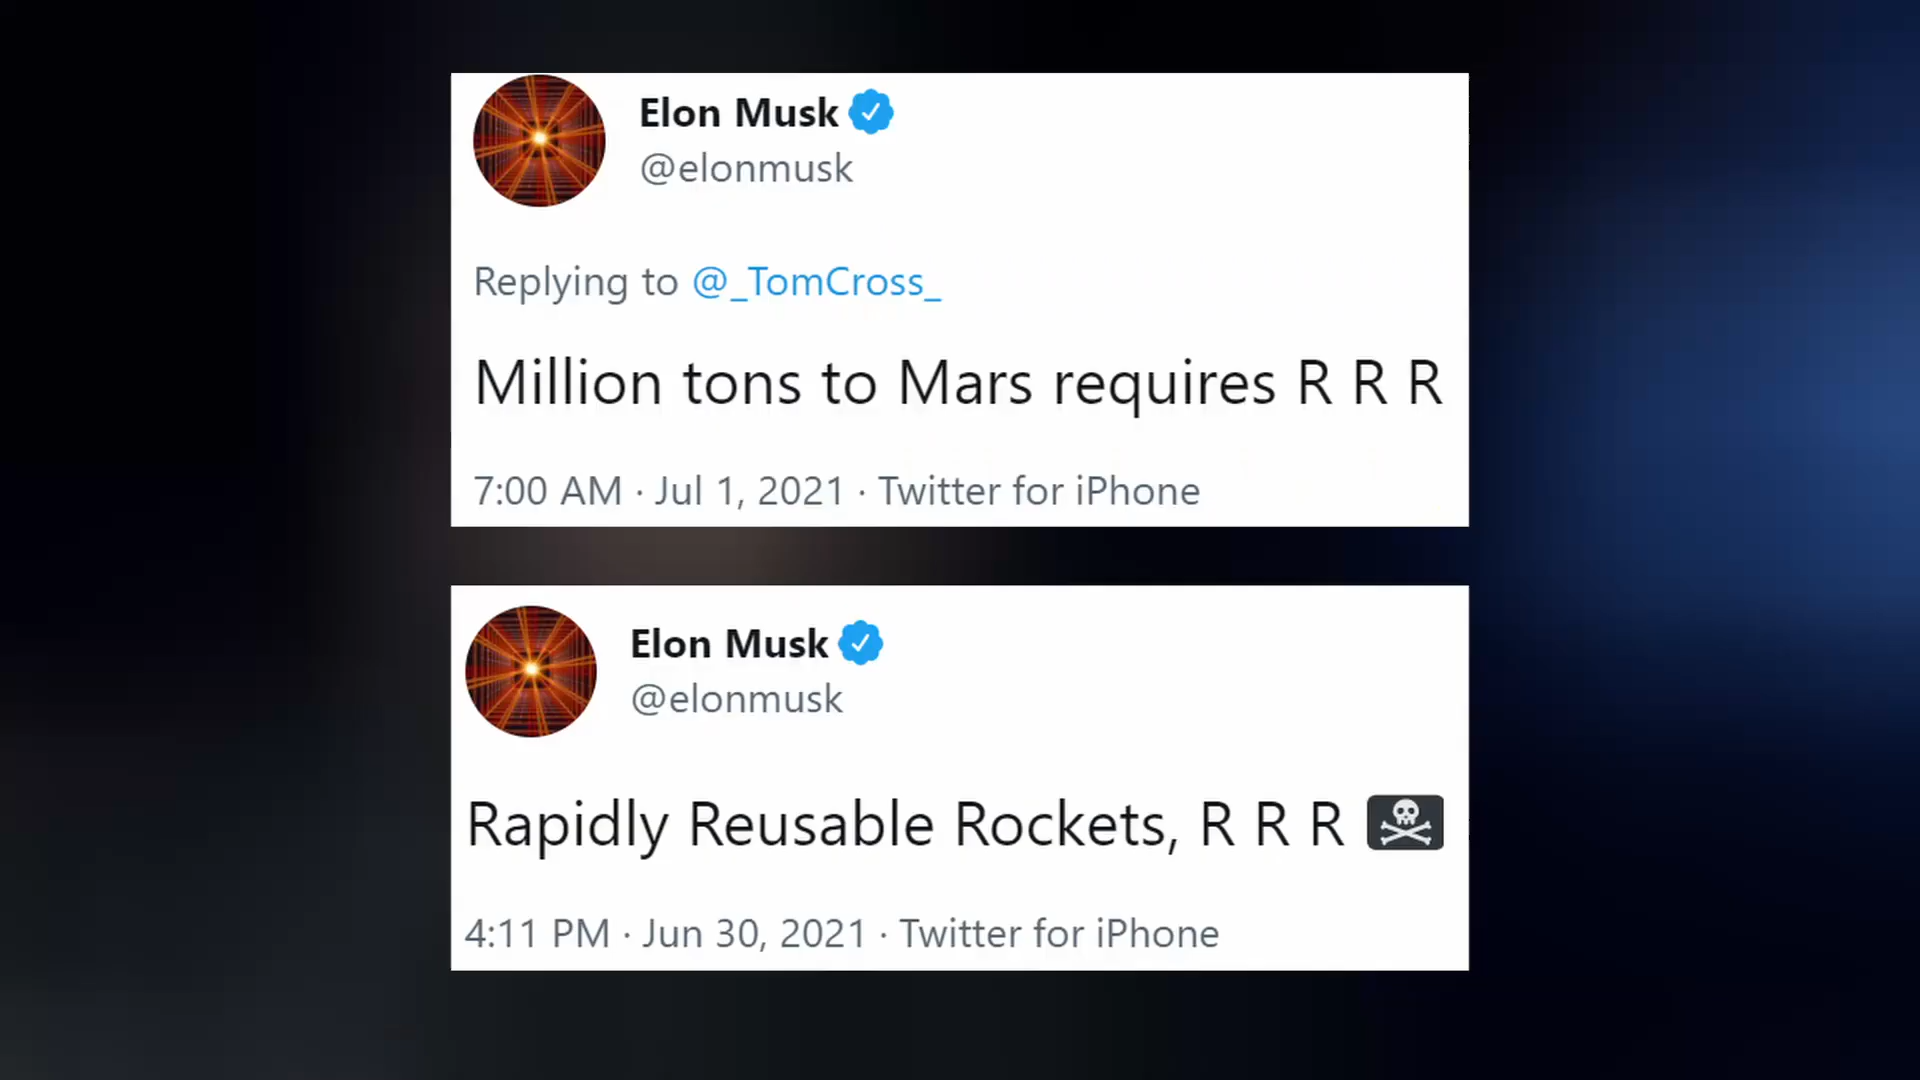 Elon Musk
@elonmusk
Replying to @_TomCross_
Million tons to Mars requires R R R
7:00 AM · Jul 1, 2021 · Twitter for iPhone
Elon Musk
@elonmusk
Rapidly Reusable Rockets, R R R 🏴‍☠️
4:11 PM · Jun 30, 2021 · Twitter for iPhone